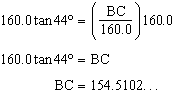 160.0 tan 44° = (BC/160.0) 160.0
160.0 tan 44° = BC
BC = 154.5102...